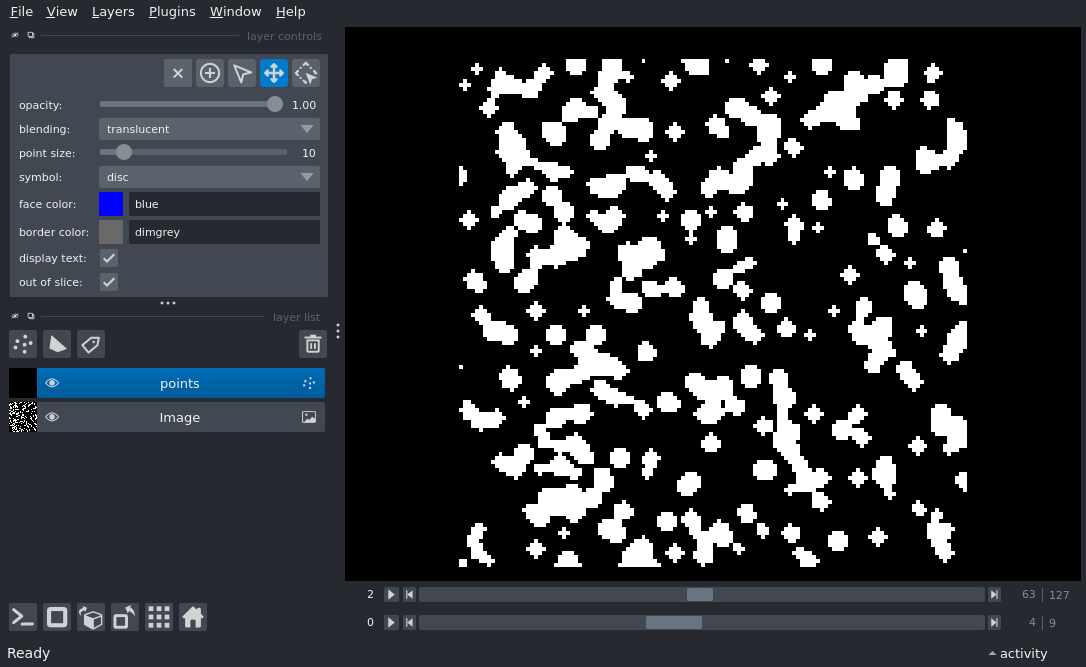 File View Layers Plugins Window Help
layer controls
opacity: 1.00
blending: translucent
point size: 10
symbol: disc
face color: blue
border color: dimgrey
display text:
out of slice:
layer list
points
Image
2 63 127
0 4 9
Ready activity